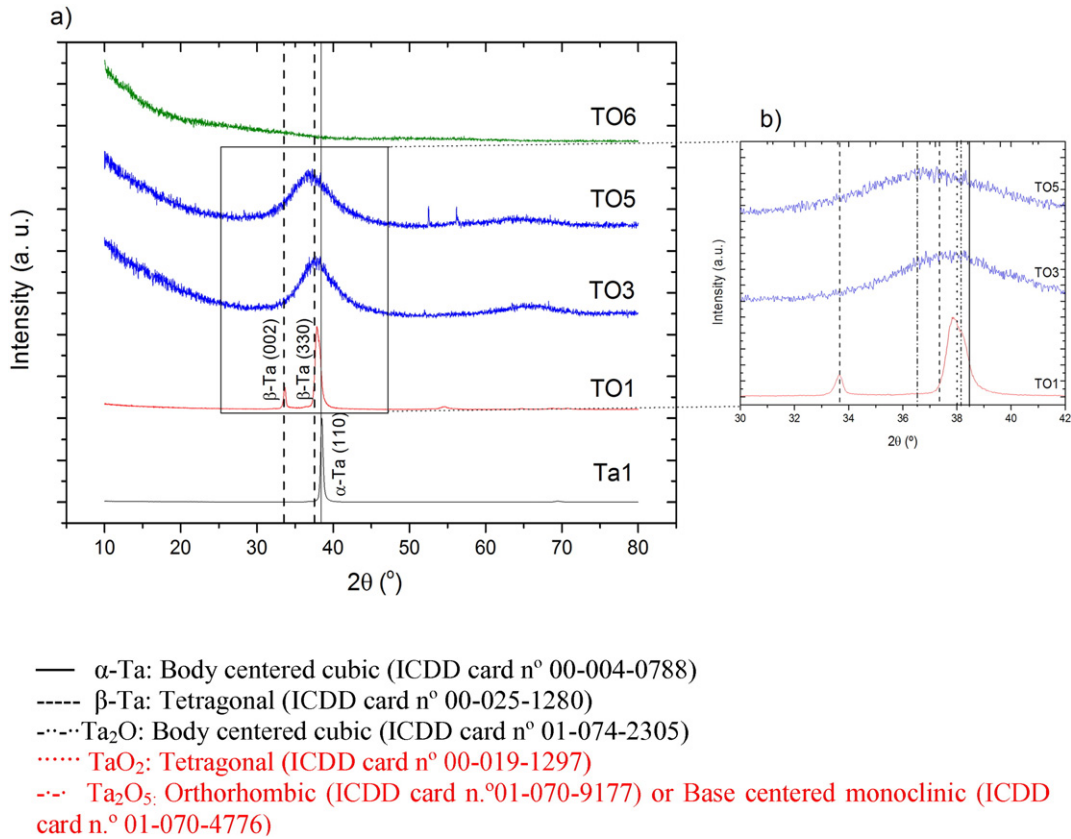 a)
TO6
b)
TO5
TO3
β-Ta (002)
β-Ta (330)
TO1
α-Ta (110)
Ta1
Intensity (a. u.)
10 20 30 40 50 60 70 80
2θ (°)
TO5
TO3
TO1
Intensity (a.u.)
30 32 34 36 38 40 42
2θ (º)
α-Ta: Body centered cubic (ICDD card nº 00-004-0788)
β-Ta: Tetragonal (ICDD card nº 00-025-1280)
Ta₂O: Body centered cubic (ICDD card nº 01-074-2305)
TaO₂: Tetragonal (ICDD card nº 00-019-1297)
Ta₂O₅: Orthorhombic (ICDD card n.º01-070-9177) or Base centered monoclinic (ICDD
card n.º 01-070-4776)